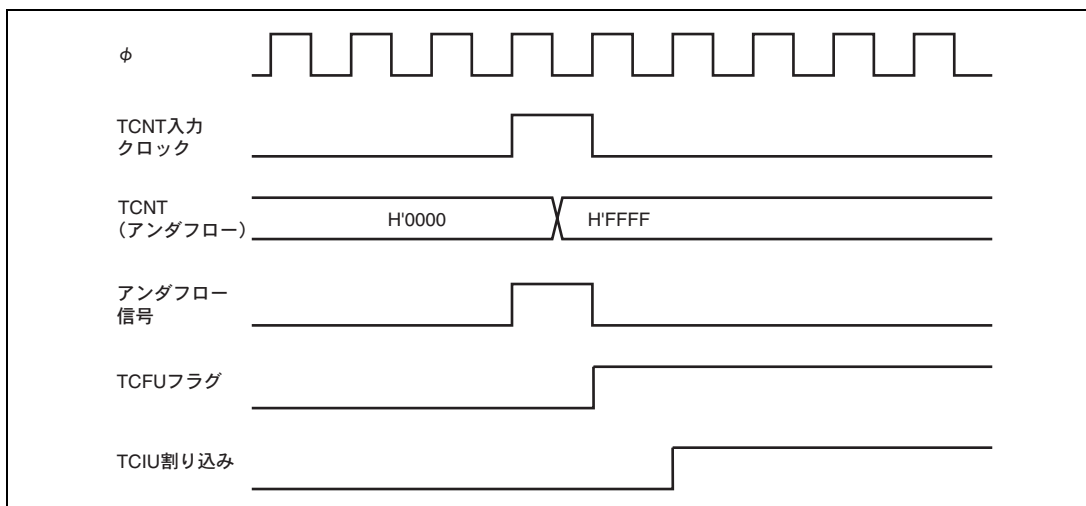 φ
TCNT入力
クロック
TCNT
(アンダフロー)
H'0000
H'FFFF
アンダフロー
信号
TCFUフラグ
TCIU割り込み